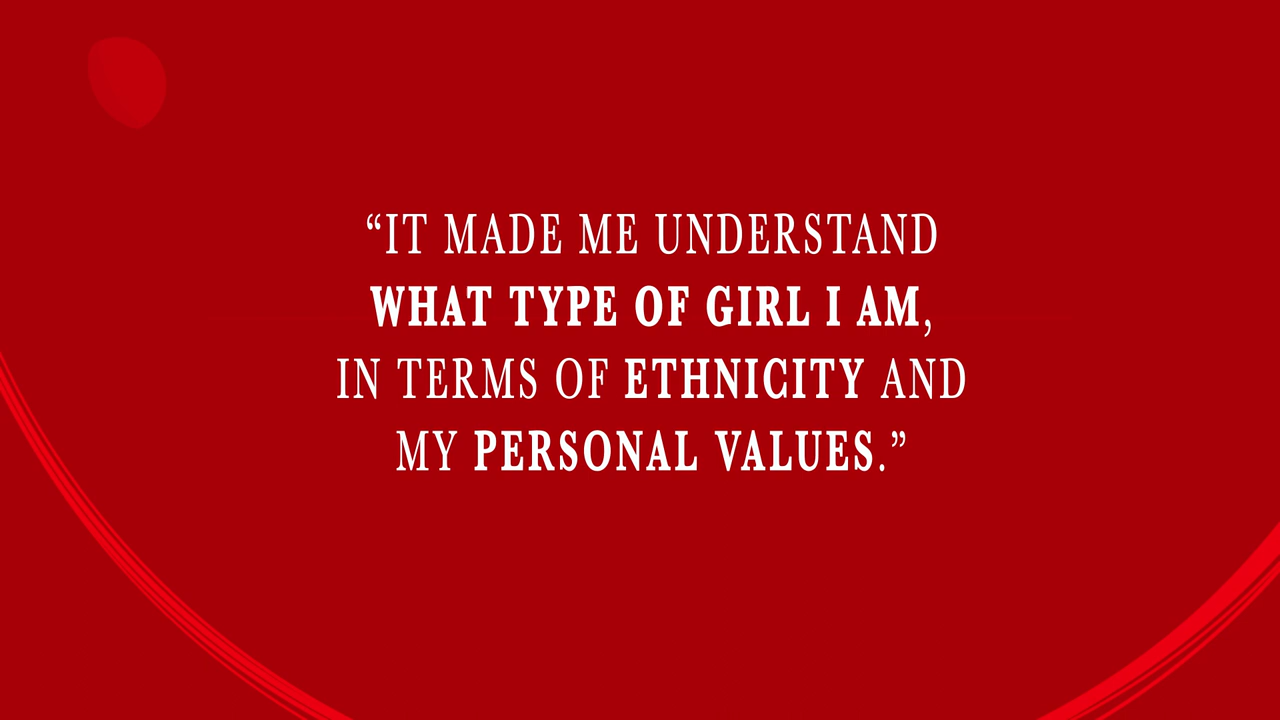 “IT MADE ME UNDERSTAND
WHAT TYPE OF GIRL I AM,
IN TERMS OF ETHNICITY AND
MY PERSONAL VALUES.”